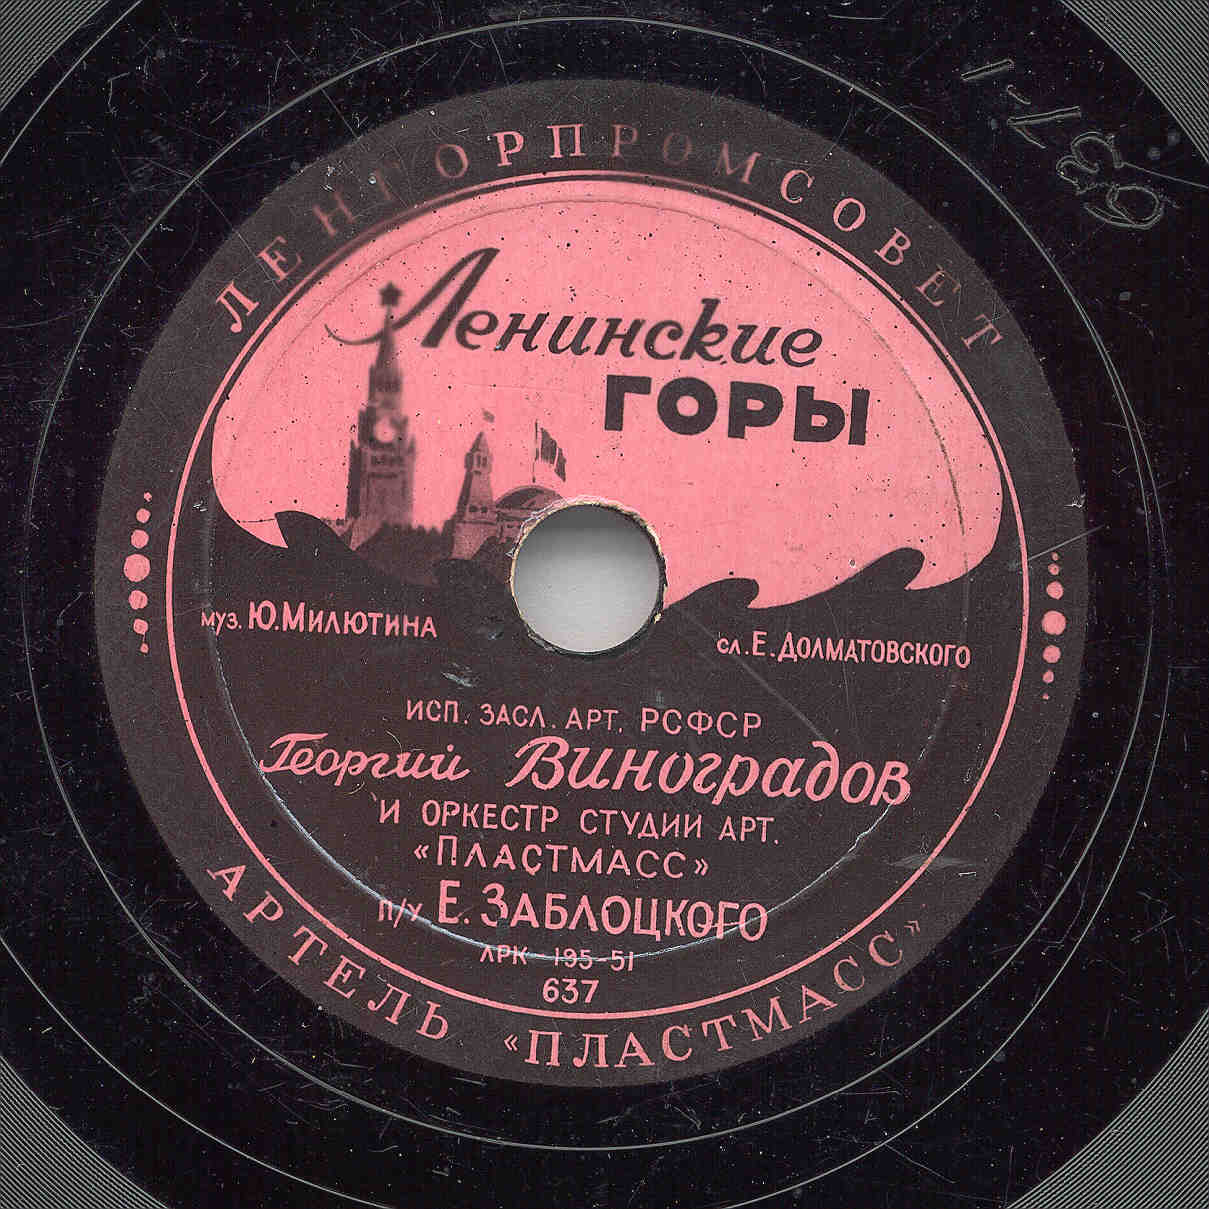 ЛЕНГОРПРОМСОВЕТ
Ленинские
ГОРЫ
муз. Ю.МИЛЮТИНА
сл. Е. ДОЛМАТОВСКОГО
ИСП. ЗАСЛ. АРТ. РСФСР
Георгий Виноградов
И ОРКЕСТР СТУДИИ АРТ.
«ПЛАСТМАСС»
п/у Е. ЗАБЛОЦКОГО
ЛРК 195-51
637
АРТЕЛЬ «ПЛАСТМАСС»
637-1